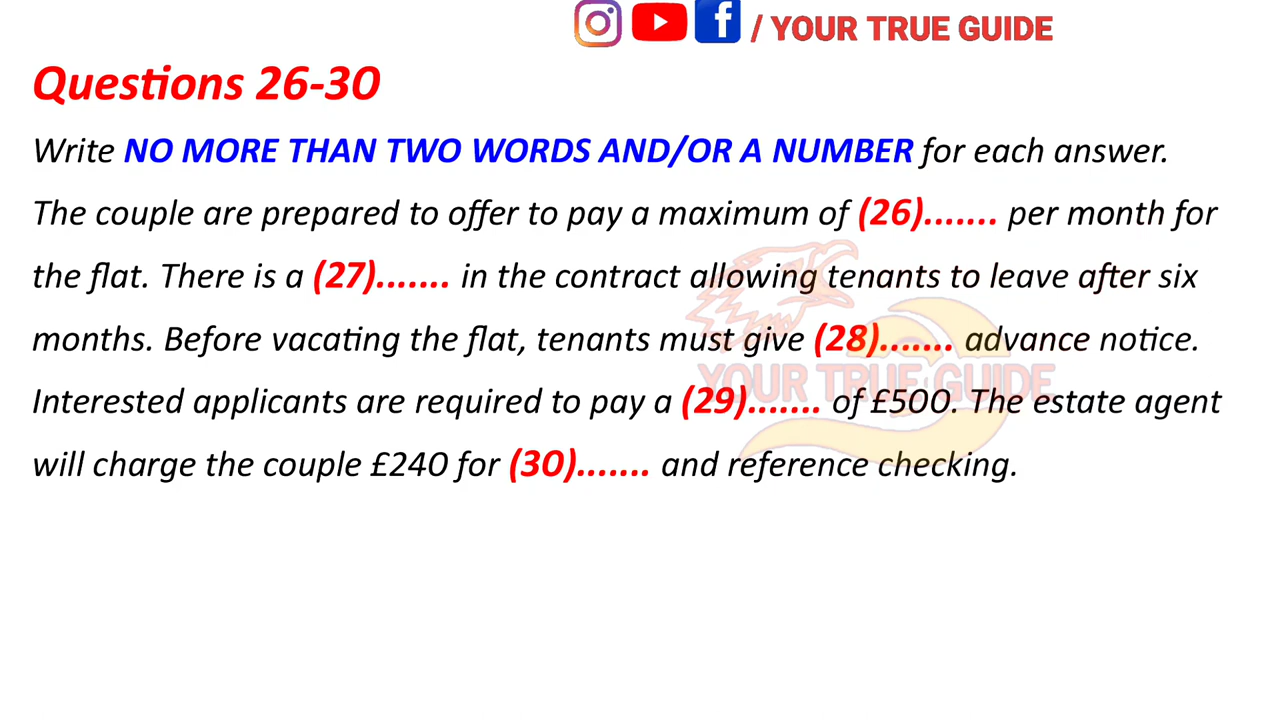 / YOUR TRUE GUIDE
Questions 26-30
Write NO MORE THAN TWO WORDS AND/OR A NUMBER for each answer.
The couple are prepared to offer to pay a maximum of (26)....... per month for
the flat. There is a (27)....... in the contract allowing tenants to leave after six
months. Before vacating the flat, tenants must give (28)....... advance notice.
YOUR TRUE GUIDE
Interested applicants are required to pay a (29)....... of £500. The estate agent
will charge the couple £240 for (30)....... and reference checking.